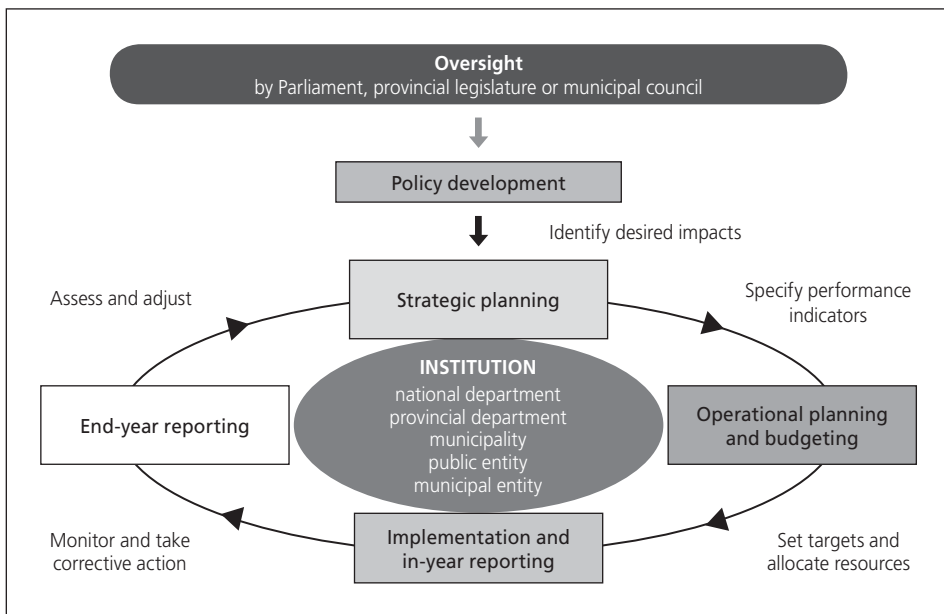 Oversight
by Parliament, provincial legislature or municipal council
Policy development
Identify desired impacts
Strategic planning
Assess and adjust
Specify performance
indicators
INSTITUTION
national department
provincial department
municipality
public entity
municipal entity
End-year reporting
Operational planning
and budgeting
Implementation and
in-year reporting
Monitor and take
corrective action
Set targets and
allocate resources